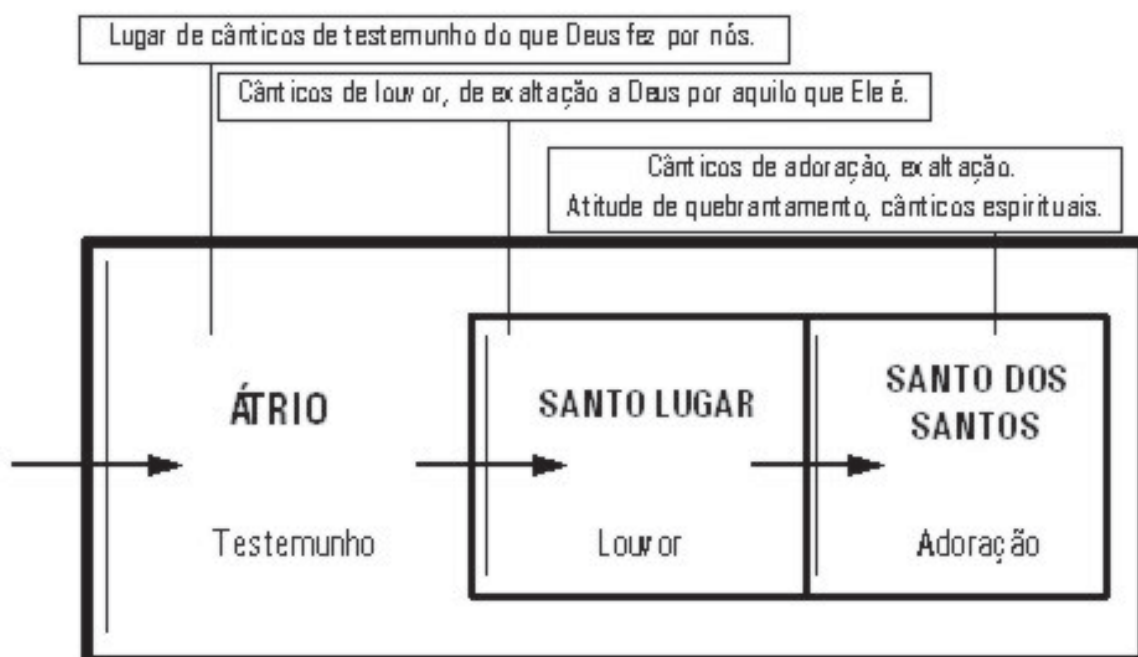 Lugar de cânticos de testemunho do que Deus fez por nós.
Cânticos de louvor, de exaltação a Deus por aquilo que Ele é.
Cânticos de adoração, exaltação.
Atitude de quebrantamento, cânticos espirituais.
ÁTRIO
Testemunho
SANTO LUGAR
Louvor
SANTO DOS
SANTOS
Adoração